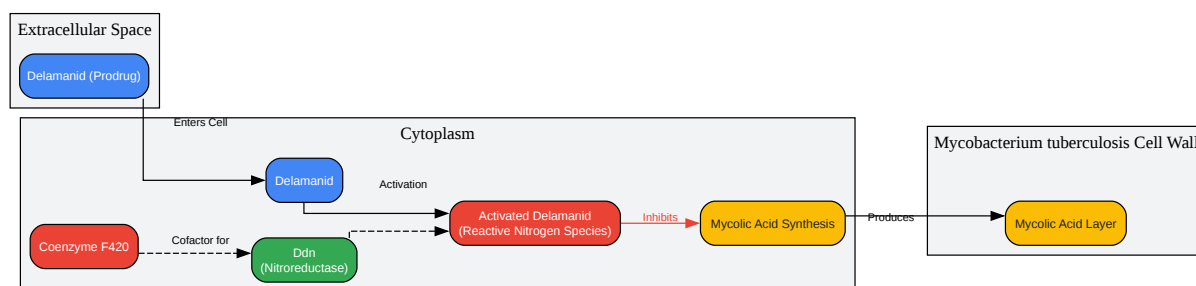 Extracellular Space
Delamanid (Prodrug)
Enters Cell
Cytoplasm
Mycobacterium tuberculosis Cell Wall
Delamanid
Activation
Activated Delamanid
(Reactive Nitrogen Species)
Inhibits
Mycolic Acid Synthesis
Produces
Mycolic Acid Layer
Coenzyme F420
Cofactor for
Ddn
(Nitroreductase)